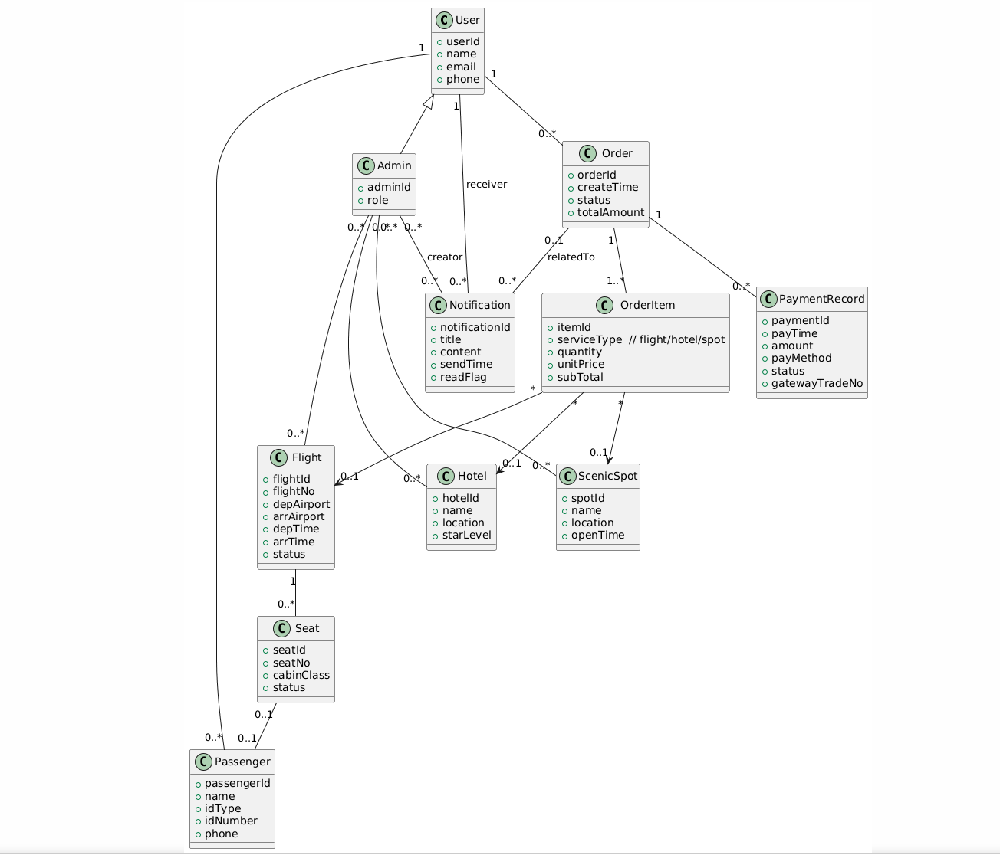 C User
userId
name
email
phone
1
1
1
0..*
C Admin
adminId
role
C Order
orderId
createTime
status
totalAmount
receiver
0..*
0..*
0..*
0..*
0..1
1
1
creator
relatedTo
0..*
0..*
0..*
1..*
0..*
C Notification
notificationId
title
content
sendTime
readFlag
C OrderItem
itemId
serviceType // flight/hotel/spot
quantity
unitPrice
subTotal
C PaymentRecord
paymentId
payTime
amount
payMethod
status
gatewayTradeNo
*
*
*
0..*
0..1
0..*
0..1
0..*
0..1
C Flight
flightId
flightNo
depAirport
arrAirport
depTime
arrTime
status
C Hotel
hotelId
name
location
starLevel
C ScenicSpot
spotId
name
location
openTime
1
0..*
C Seat
seatId
seatNo
cabinClass
status
0..1
0..*
0..1
C Passenger
passengerId
name
idType
idNumber
phone